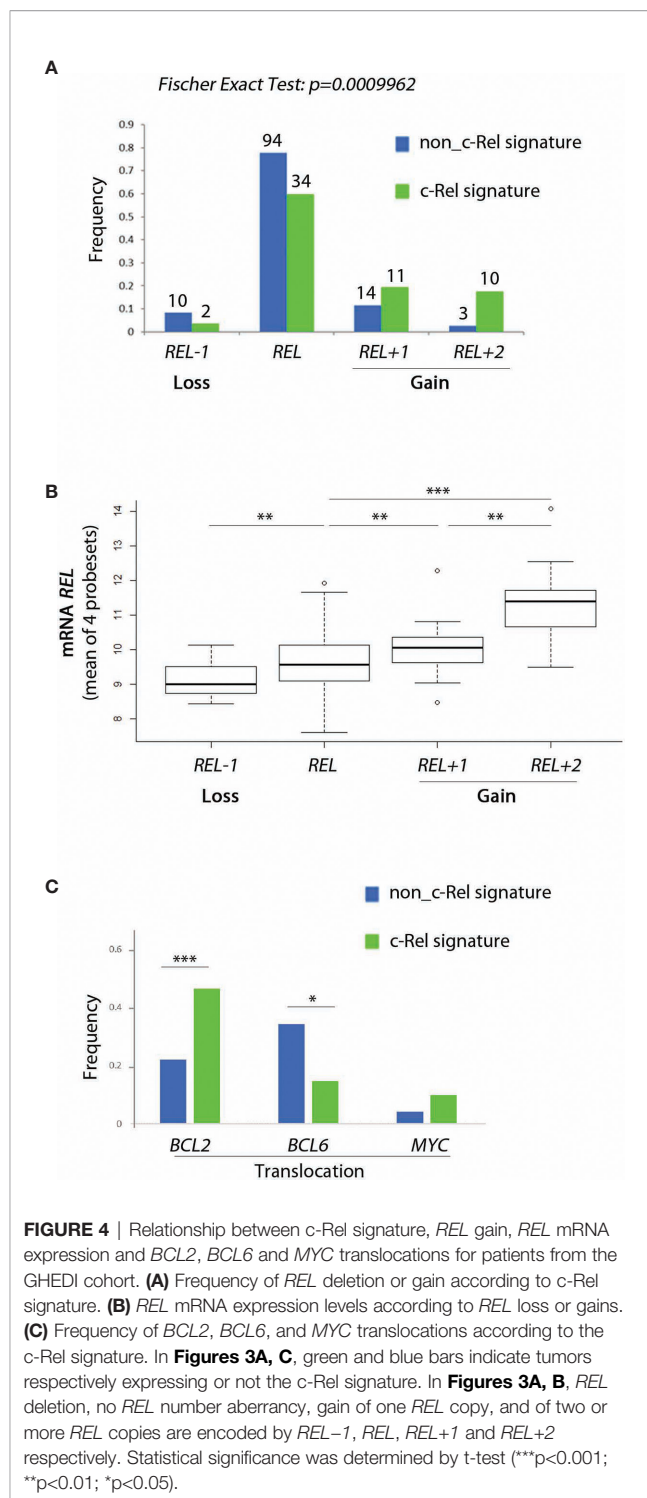 A
Fischer Exact Test: p=0.0009962
non_c-Rel signature
c-Rel signature
Frequency
0.9
0.8
0.7
0.6
0.5
0.4
0.3
0.2
0.1
0
10
2
94
34
14
11
3
10
REL-1
REL
REL+1
REL+2
Loss
Gain
B
mRNA REL
(mean of 4 probesets)
14
13
12
11
10
9
8
***
**
**
**
REL-1
REL
REL+1
REL+2
Loss
Gain
C
non_c-Rel signature
c-Rel signature
Frequency
0.6
0.4
0.2
0
***
*
BCL2
BCL6
MYC
Translocation
FIGURE 4 | Relationship between c-Rel signature, REL gain, REL mRNA
expression and BCL2, BCL6 and MYC translocations for patients from the
GHEDI cohort. (A) Frequency of REL deletion or gain according to c-Rel
signature. (B) REL mRNA expression levels according to REL loss or gains.
(C) Frequency of BCL2, BCL6, and MYC translocations according to the
c-Rel signature. In Figures 3A, C, green and blue bars indicate tumors
respectively expressing or not the c-Rel signature. In Figures 3A, B, REL
deletion, no REL number aberrancy, gain of one REL copy, and of two or
more REL copies are encoded by REL−1, REL, REL+1 and REL+2
respectively. Statistical significance was determined by t-test (***p<0.001;
**p<0.01; *p<0.05).